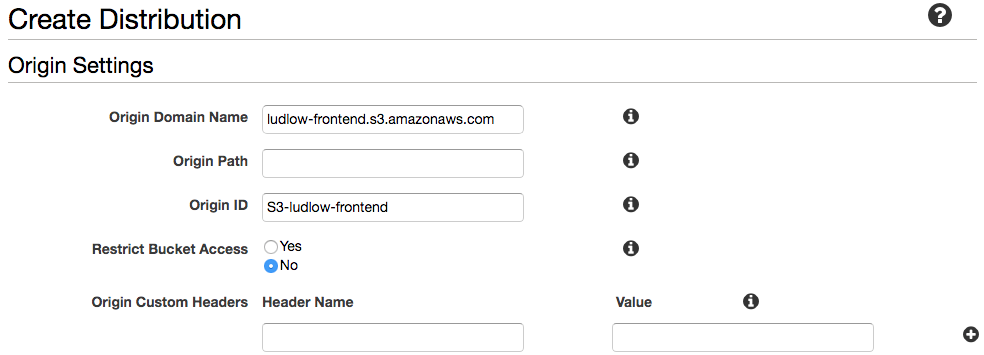 Create Distribution
Origin Settings
Origin Domain Name ludlow-frontend.s3.amazonaws.com
Origin Path
Origin ID S3-ludlow-frontend
Restrict Bucket Access Yes
No
Origin Custom Headers Header Name Value